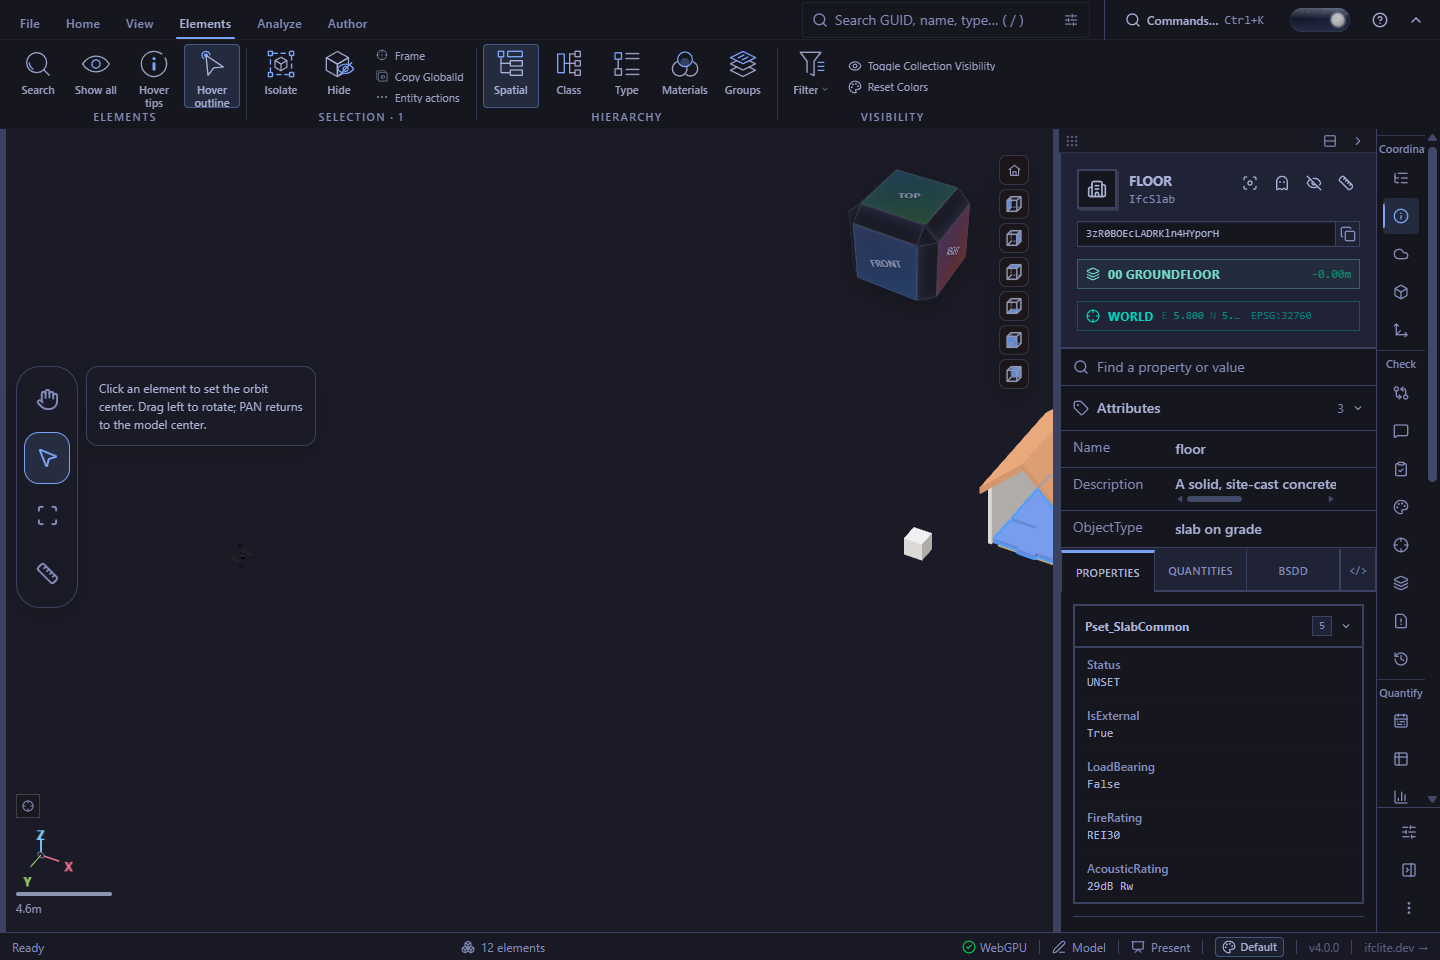 File
Home
View
Elements
Analyze
Author
Search GUID, name, type... ( / )
Commands...
Ctrl+K
Search
Show all
Hover
tips
Hover
outline
ELEMENTS
Isolate
Hide
Frame
Copy GlobalId
Entity actions
SELECTION · 1
Spatial
Class
Type
Materials
Groups
HIERARCHY
Filter
Toggle Collection Visibility
Reset Colors
VISIBILITY
TOP
FRONT
Click an element to set the orbit
center. Drag left to rotate; PAN returns
to the model center.
Z
X
Y
4.6m
FLOOR
IfcSlab
3zR0BOEcLADRKln4HYporH
00 GROUNDFLOOR
-0.00m
WORLD
E 5.800 N 5.… EPSG:32760
Find a property or value
Attributes
3
Name
floor
Description
A solid, site-cast concrete
ObjectType
slab on grade
PROPERTIES
QUANTITIES
BSDD
</>
Pset_SlabCommon
5
Status
UNSET
IsExternal
True
LoadBearing
False
FireRating
REI30
AcousticRating
29dB Rw
Coordina
Check
Quantify
Ready
12 elements
WebGPU
Model
Present
Default
v4.0.0
ifclite.dev →